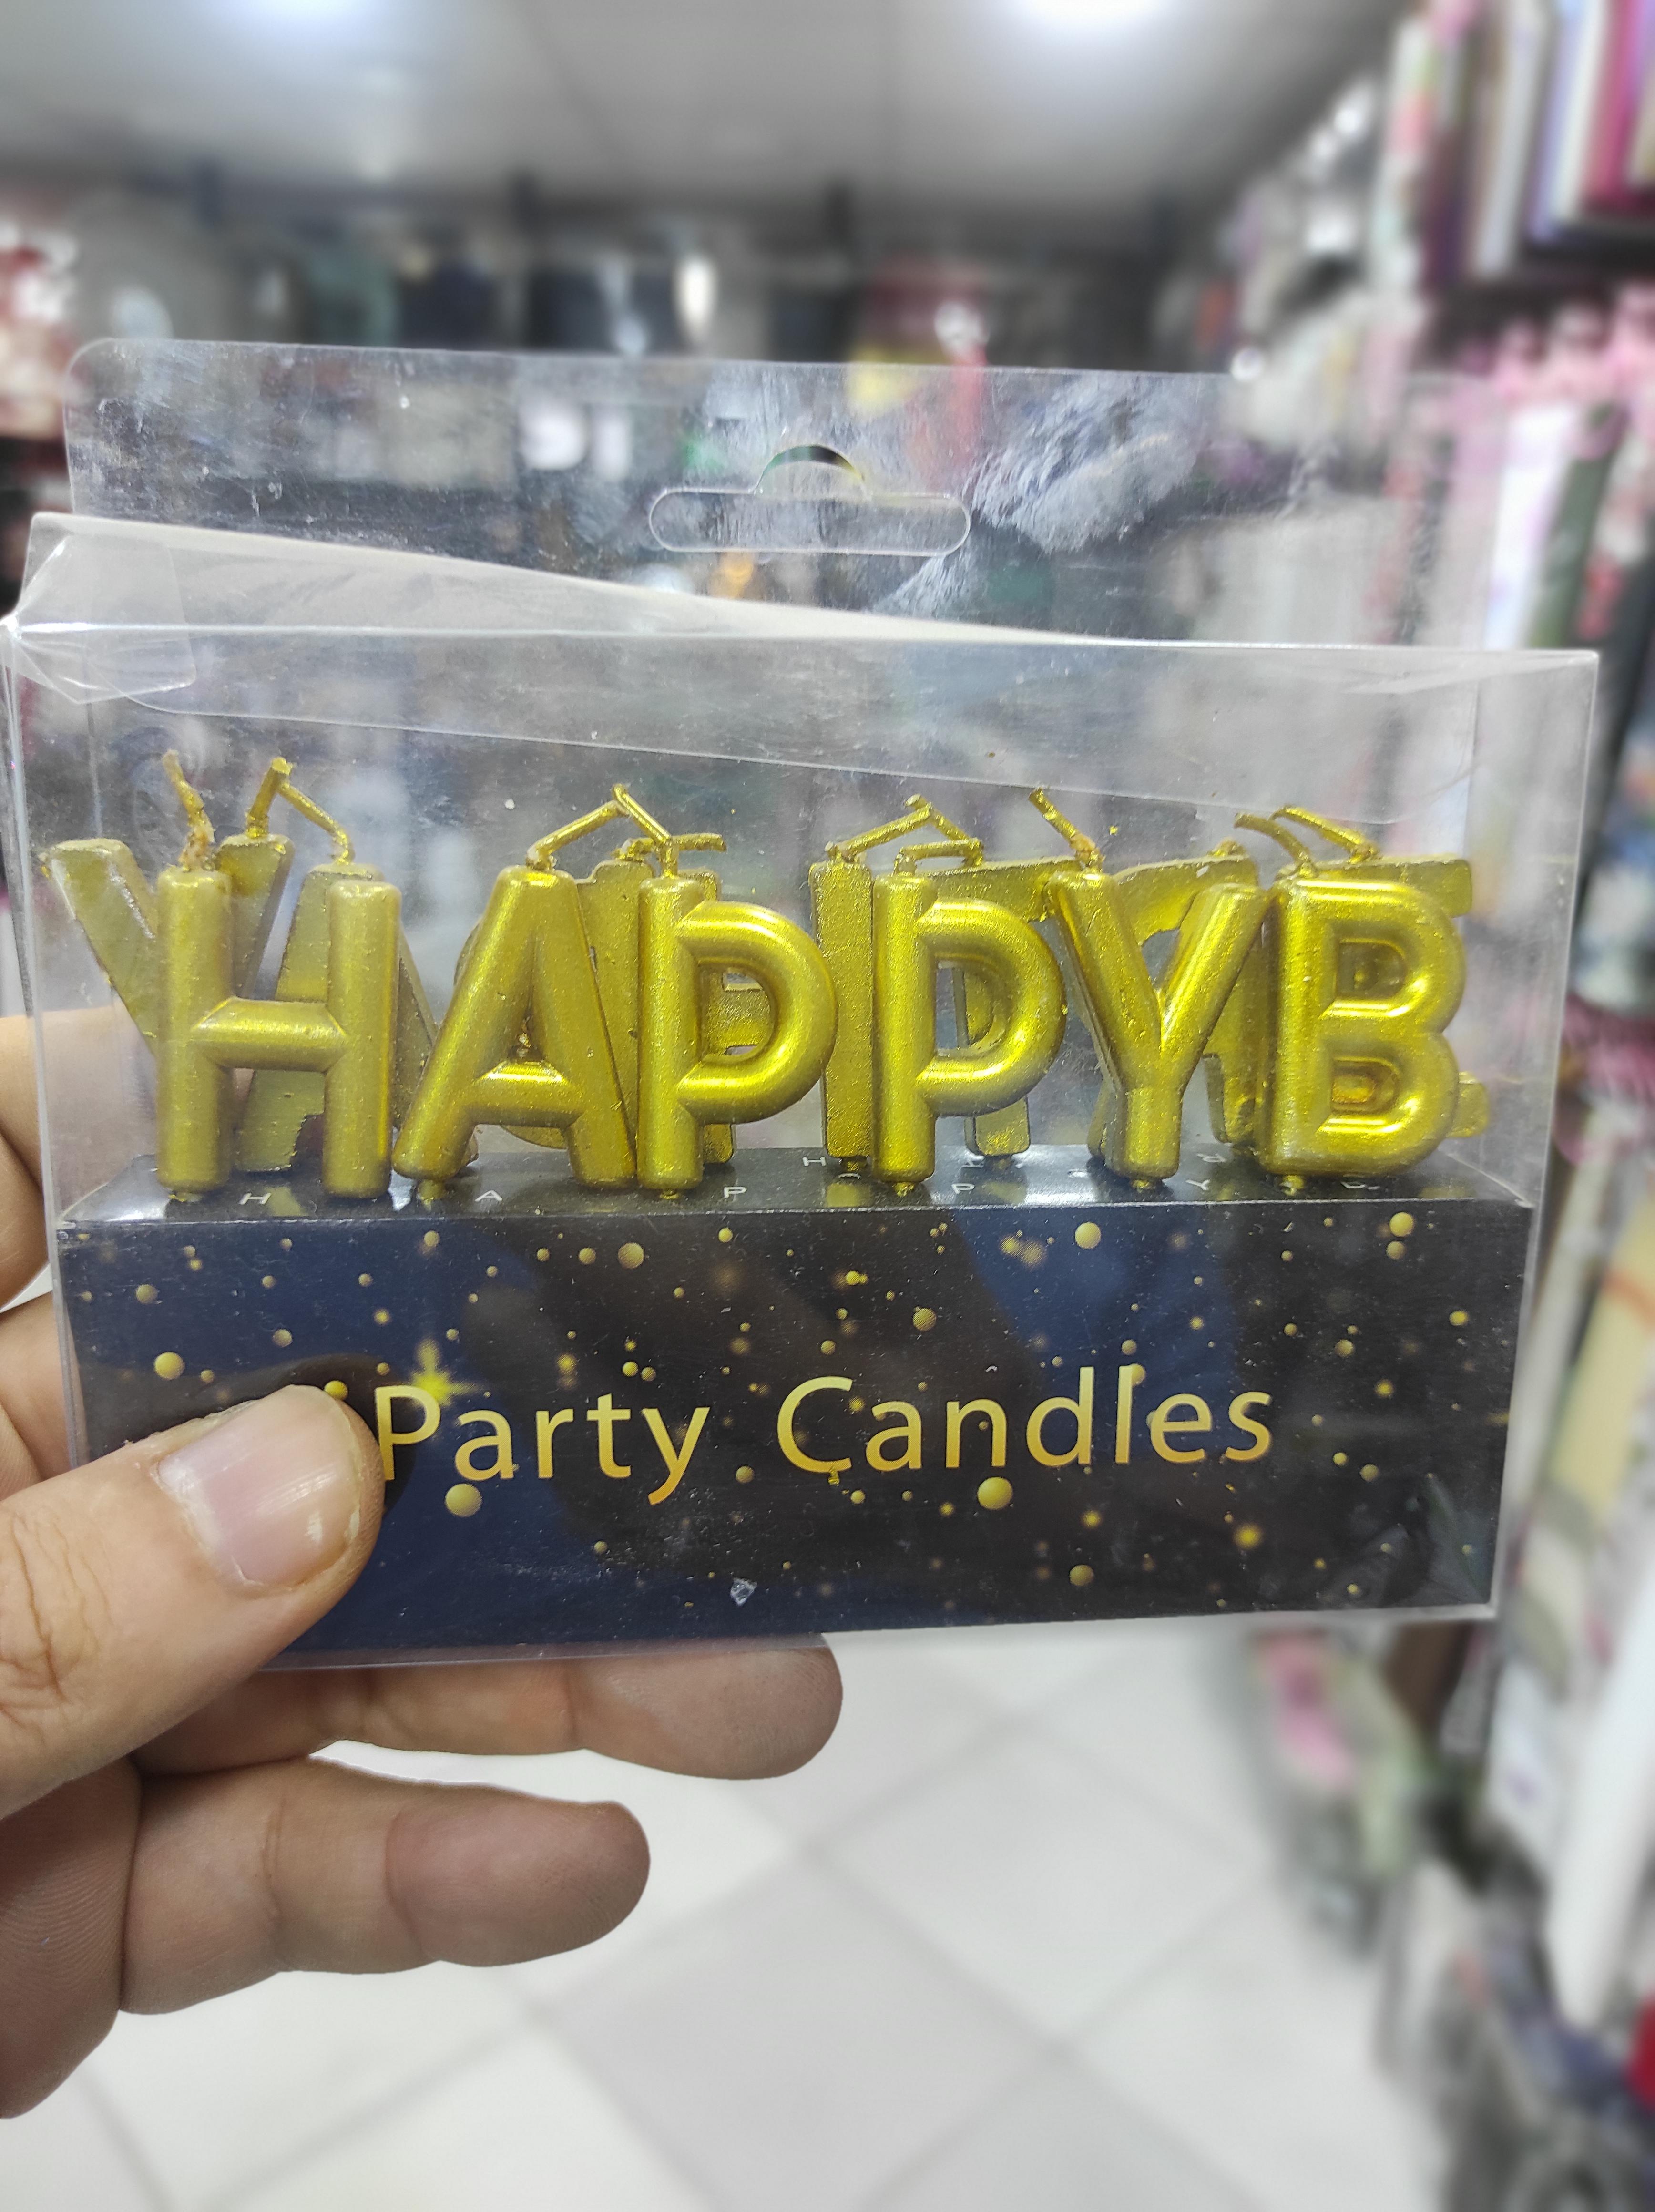 HAPPYB
H A P P Y B
Party Candles